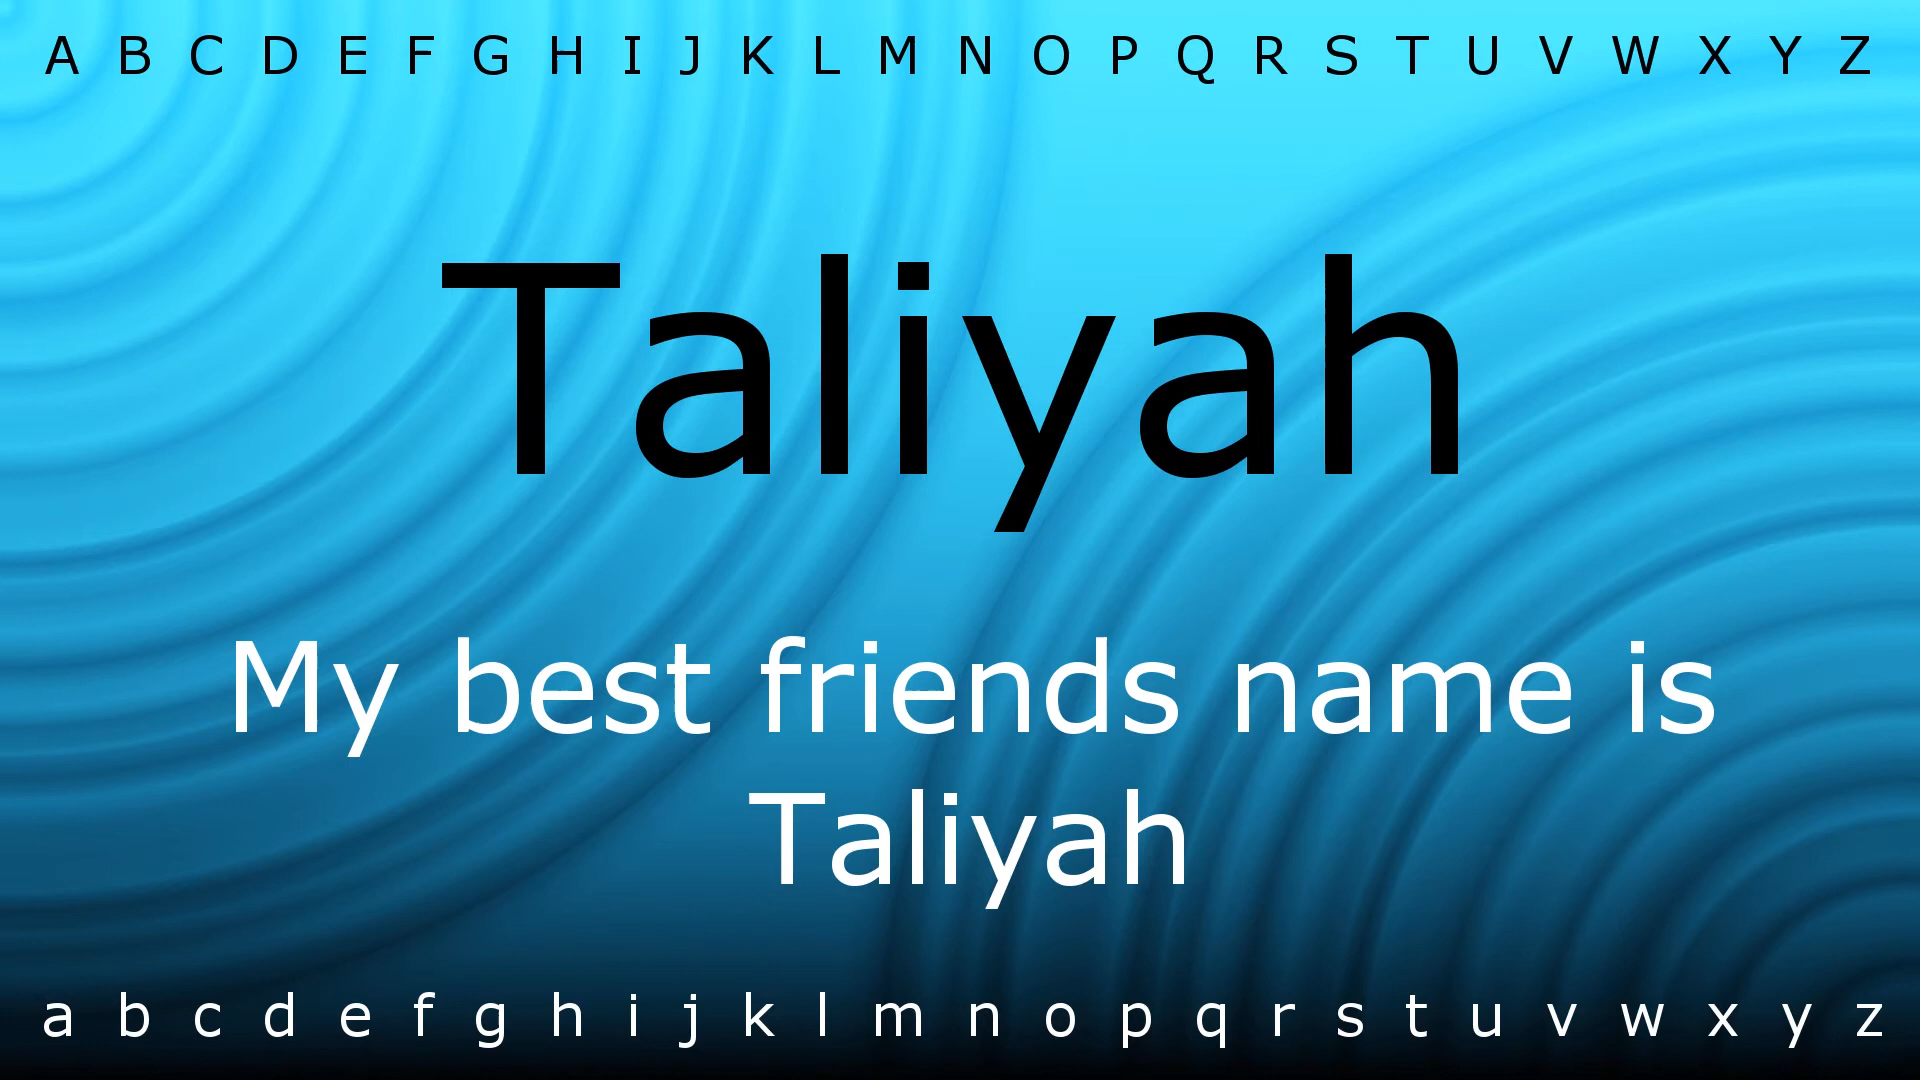 A B C D E F G H I J K L M N O P Q R S T U V W X Y Z
Taliyah
My best friends name is
Taliyah
a b c d e f g h i j k l m n o p q r s t u v w x y z